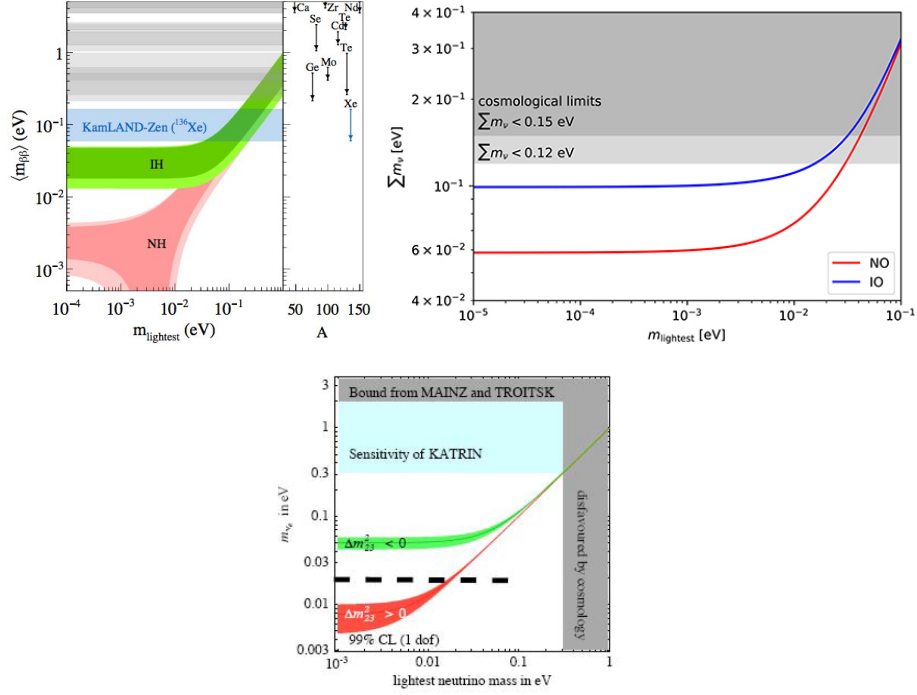 Ca Zr Nd
Se Te
Cd
Te
Ge Mo
Xe
KamLAND-Zen (¹³⁶Xe)
IH
NH
⟨m_ββ⟩ (eV)
1
10⁻¹
10⁻²
10⁻³
10⁻⁴ 10⁻³ 10⁻² 10⁻¹
m_lightest (eV)
50 100 150
A
4 × 10⁻¹
3 × 10⁻¹
2 × 10⁻¹
10⁻¹
6 × 10⁻²
4 × 10⁻²
∑m_ν [eV]
cosmological limits
∑m_ν < 0.15 eV
∑m_ν < 0.12 eV
NO
IO
10⁻⁵ 10⁻⁴ 10⁻³ 10⁻² 10⁻¹
m_lightest [eV]
Bound from MAINZ and TROITSK
Sensitivity of KATRIN
disfavoured by cosmology
Δm²₂₃ < 0
Δm²₂₃ > 0
99% CL (1 dof)
m_νe in eV
3
1
0.3
0.1
0.03
0.01
0.003
10⁻³ 0.01 0.1 1
lightest neutrino mass in eV